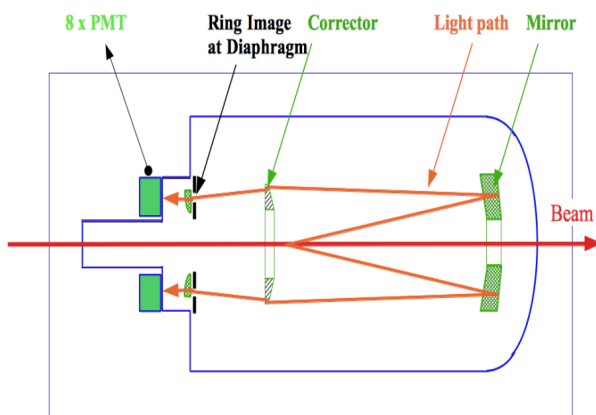 8 x PMT
Ring Image
at Diaphragm
Corrector
Light path
Mirror
Beam